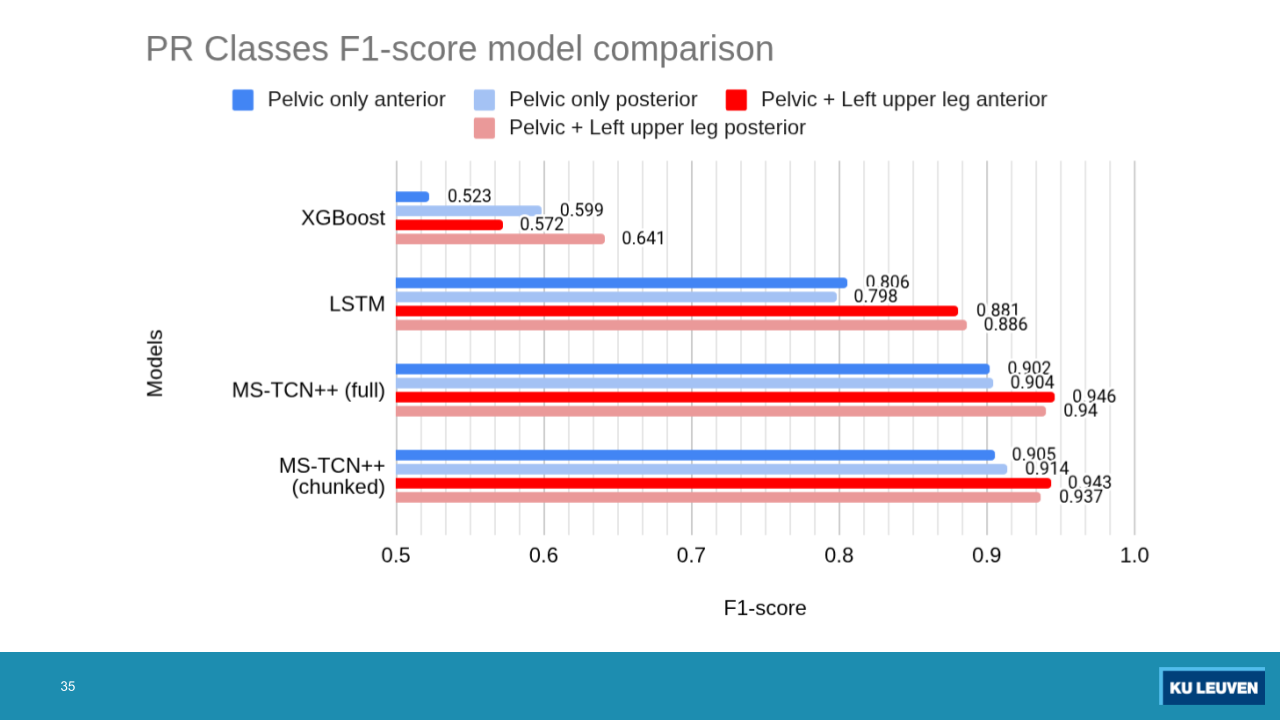 PR Classes F1-score model comparison
Pelvic only anterior
Pelvic only posterior
Pelvic + Left upper leg anterior
Pelvic + Left upper leg posterior
Models
XGBoost
0.523
0.599
0.572
0.641
LSTM
0.806
0.798
0.881
0.886
MS-TCN++ (full)
0.902
0.904
0.946
0.94
MS-TCN++
(chunked)
0.905
0.914
0.943
0.937
0.5 0.6 0.7 0.8 0.9 1.0
F1-score
35
KU LEUVEN